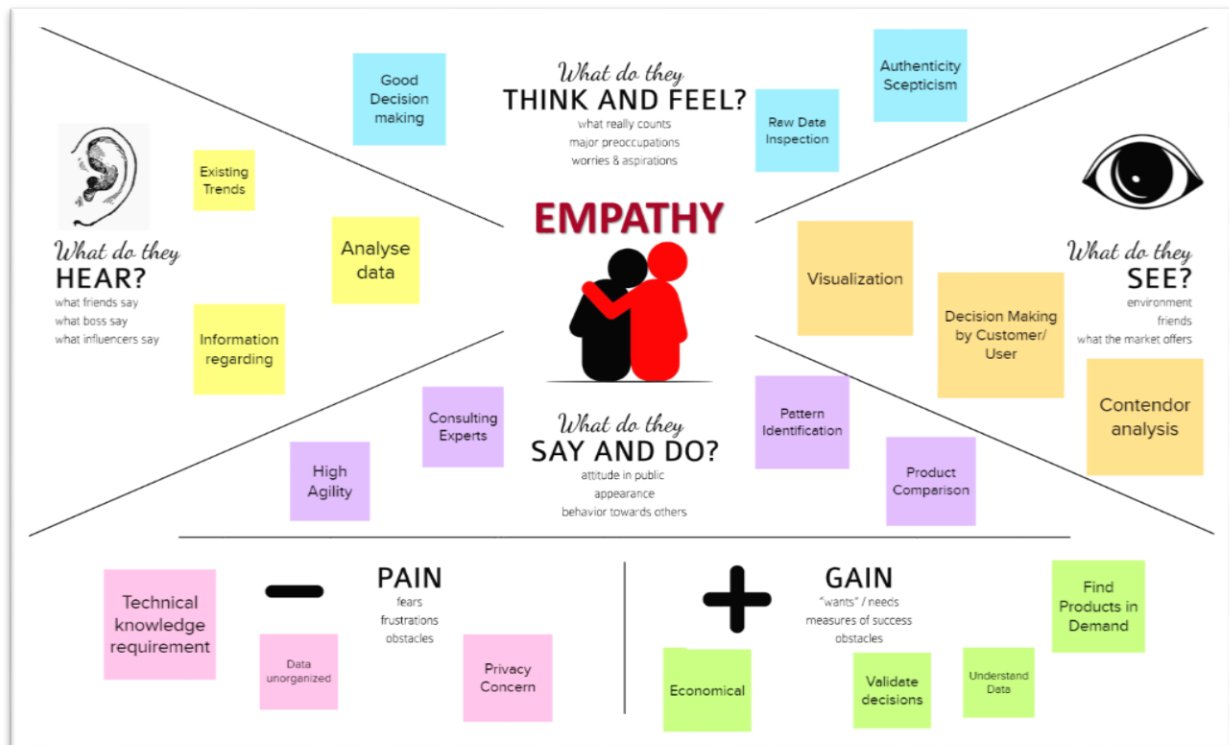 Good
Decision
making
What do they
THINK AND FEEL?
what really counts
major preoccupations
worries & aspirations
Raw Data
Inspection
Authenticity
Scepticism
Existing
Trends
Analyse
data
What do they
HEAR?
what friends say
what boss say
what influencers say
Information
regarding
EMPATHY
Visualization
What do they
SEE?
environment
friends
what the market offers
Decision Making
by Customer/
User
Contendor
analysis
Consulting
Experts
High
Agility
What do they
SAY AND DO?
attitude in public
appearance
behavior towards others
Pattern
Identification
Product
Comparison
PAIN
fears
frustrations
obstacles
Technical
knowledge
requirement
Data
unorganized
Privacy
Concern
GAIN
"wants" / needs
measures of success
obstacles
Find
Products in
Demand
Economical
Validate
decisions
Understand
Data